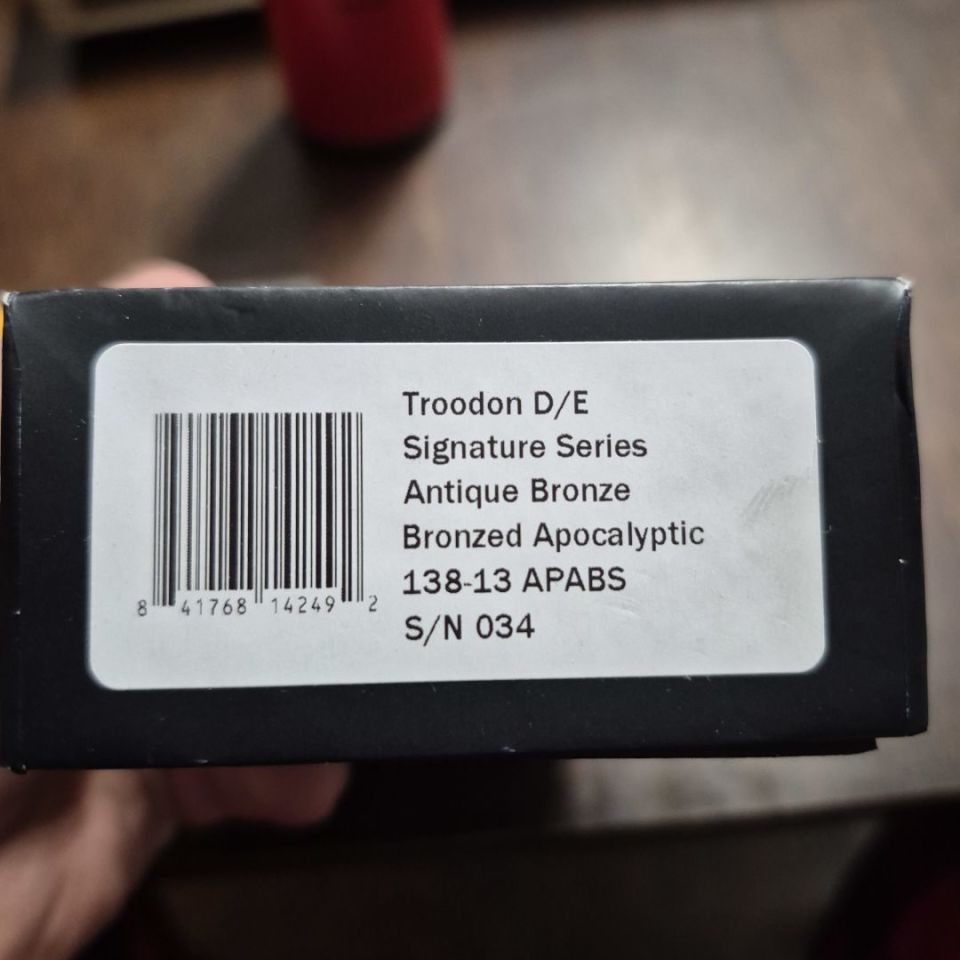 Troodon D/E
Signature Series
Antique Bronze
Bronzed Apocalyptic
138-13 APABS
S/N 034
8 41768 14249 2